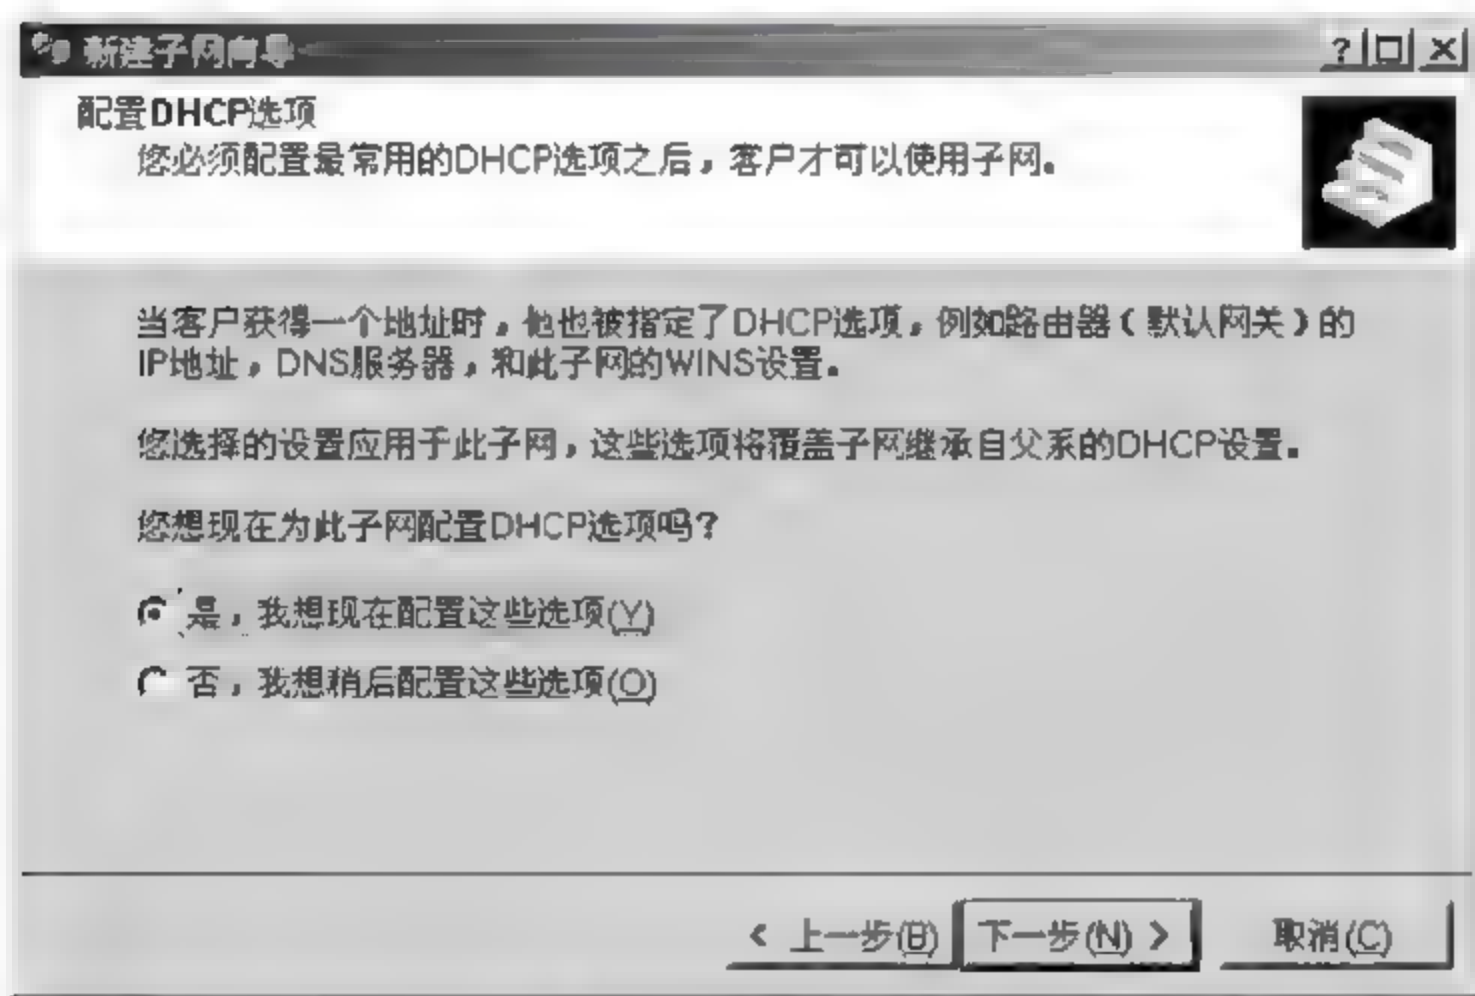 新建子网向导
配置DHCP选项
您必须配置最常用的DHCP选项之后，客户才可以使用子网。
当客户获得一个地址时，他也被指定了DHCP选项，例如路由器（默认网关）的
IP地址，DNS服务器，和此子网的WINS设置。
您选择的设置应用于此子网，这些选项将覆盖子网继承自父系的DHCP设置。
您想现在为此子网配置DHCP选项吗？
是，我想现在配置这些选项(Y)
否，我想稍后配置这些选项(O)
< 上一步(B) 下一步(N) > 取消(C)